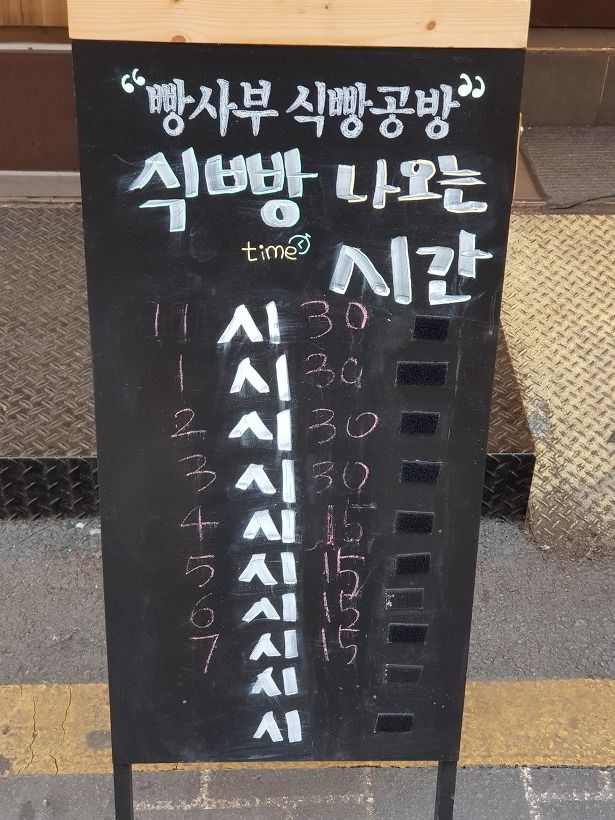 “빵사부 식빵공방”
식빵 나오는
time 시간
11 시 30
1 시 30
2 시 30
3 시 30
4 시 15
5 시 15
6 시 15
7 시 15
시
시